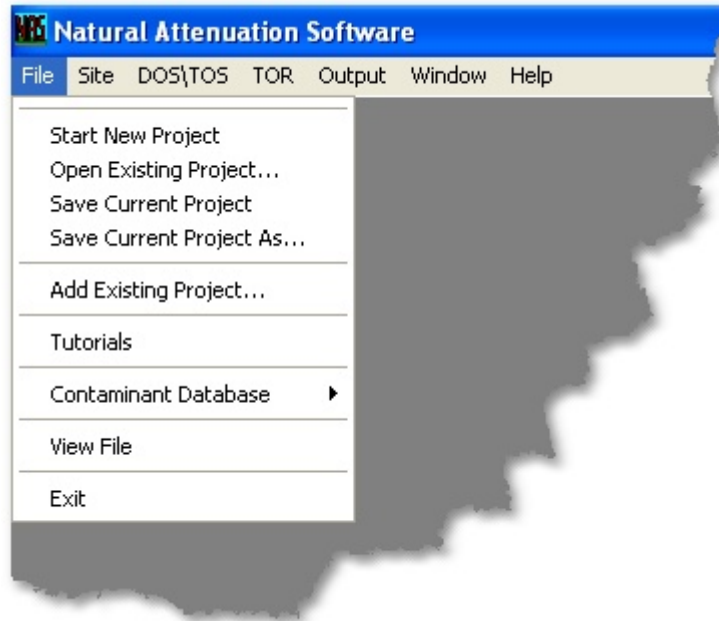 NAS Natural Attenuation Software
File Site DOS\TOS TOR Output Window Help
Start New Project
Open Existing Project...
Save Current Project
Save Current Project As...
Add Existing Project...
Tutorials
Contaminant Database
View File
Exit